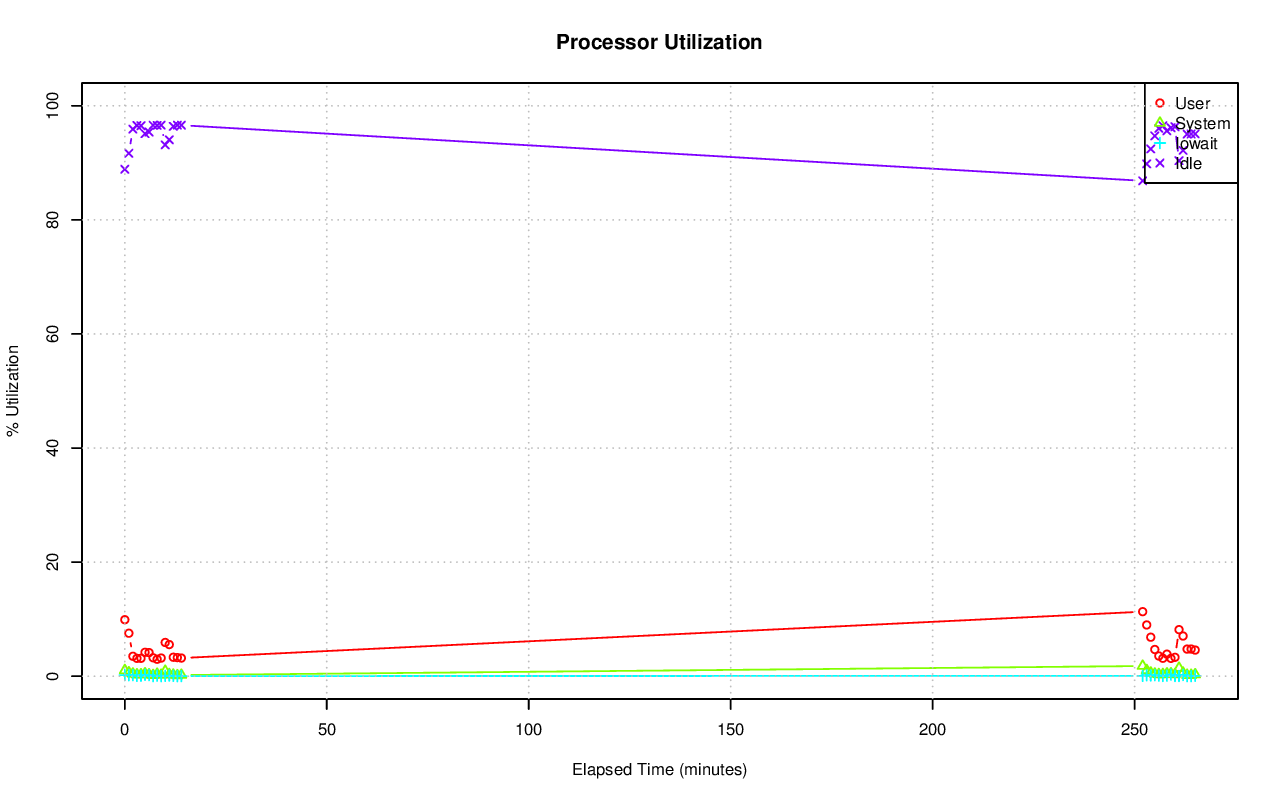 Processor Utilization
100
80
60
40
20
0
% Utilization
User
System
Iowait
Idle
0 50 100 150 200 250
Elapsed Time (minutes)